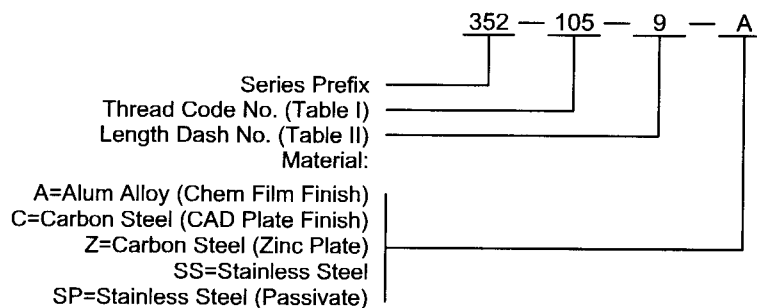 352 — 105 — 9 — A
Series Prefix
Thread Code No. (Table I)
Length Dash No. (Table II)
Material:
A=Alum Alloy (Chem Film Finish)
C=Carbon Steel (CAD Plate Finish)
Z=Carbon Steel (Zinc Plate)
SS=Stainless Steel
SP=Stainless Steel (Passivate)